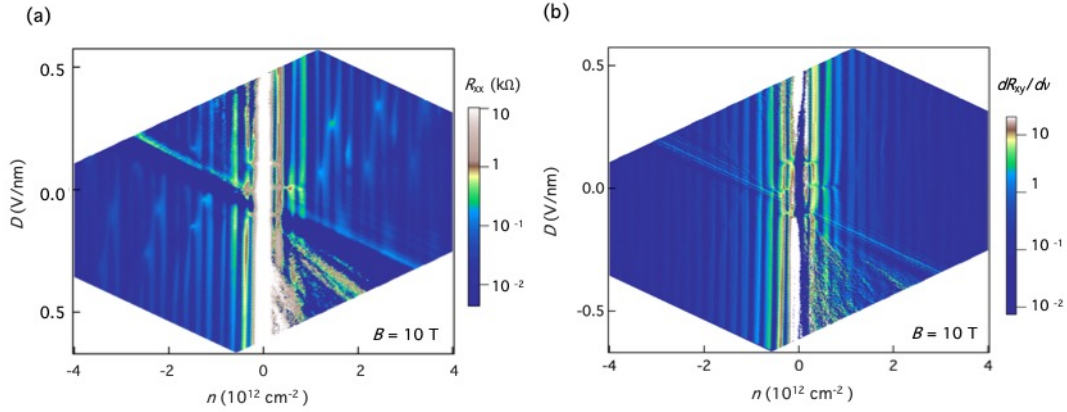 (a)
(b)
0.5
0.0
0.5
D (V/nm)
-4
-2
0
2
4
n (10¹² cm⁻²)
B = 10 T
Rxx (kΩ)
10
1
10⁻¹
10⁻²
0.5
0.0
-0.5
D (V/nm)
-4
-2
0
2
4
n (10¹² cm⁻²)
B = 10 T
dRxy/dν
10
1
10⁻¹
10⁻²